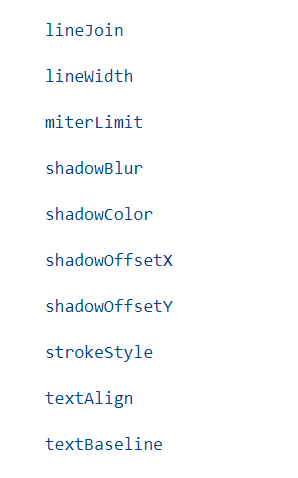 lineJoin
lineWidth
miterLimit
shadowBlur
shadowColor
shadowOffsetX
shadowOffsetY
strokeStyle
textAlign
textBaseline